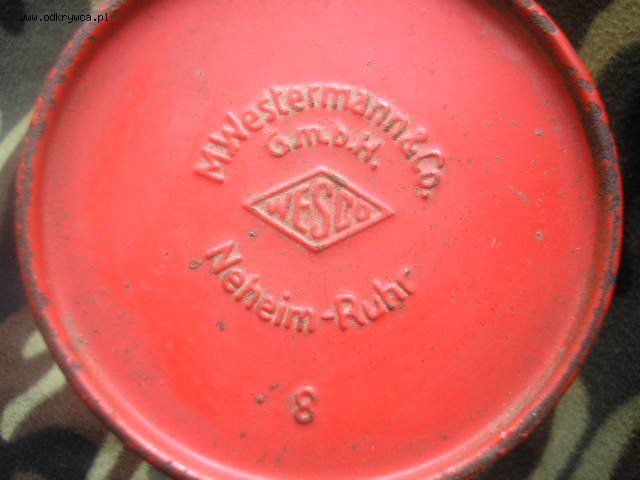 www.odkrywca.pl
M. Westermann & Co.
G.m.b.H.
WESCO
Neheim-Ruhr
8